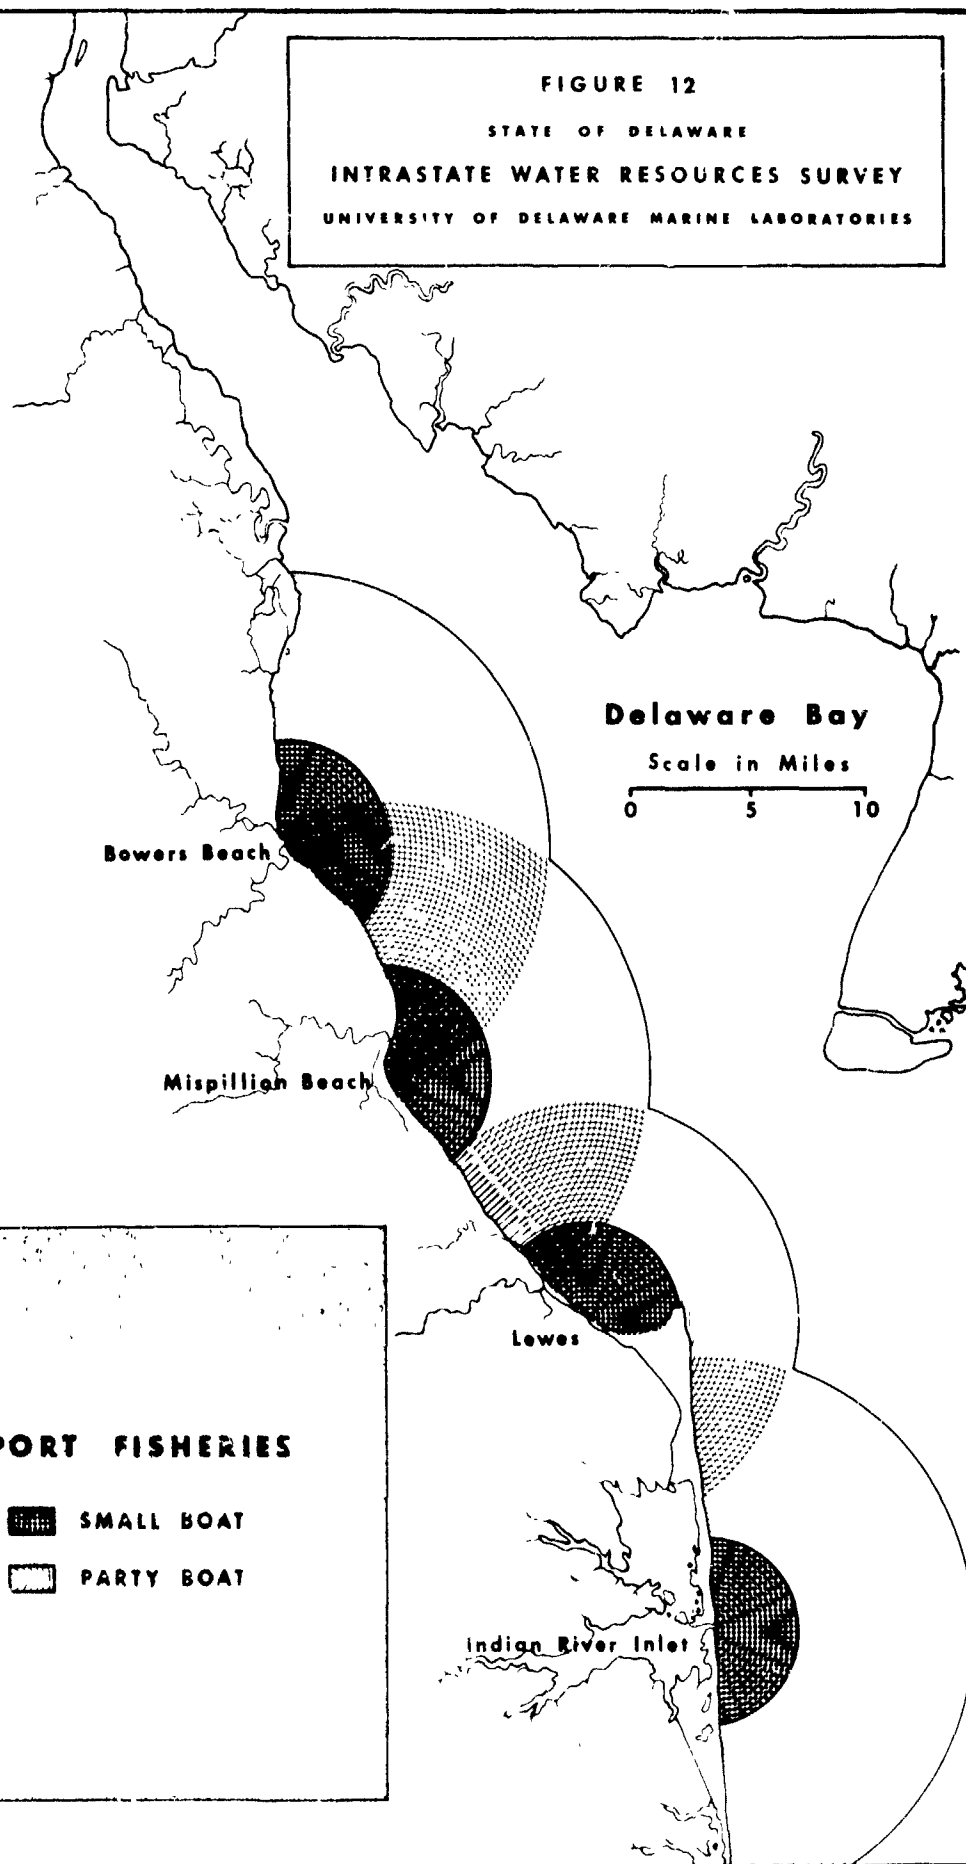 FIGURE 12
STATE OF DELAWARE
INTRASTATE WATER RESOURCES SURVEY
UNIVERSITY OF DELAWARE MARINE LABORATORIES
Delaware Bay
Scale in Miles
0 5 10
Bowers Beach
Mispillion Beach
Lewes
PORT FISHERIES
SMALL BOAT
PARTY BOAT
Indian River Inlet